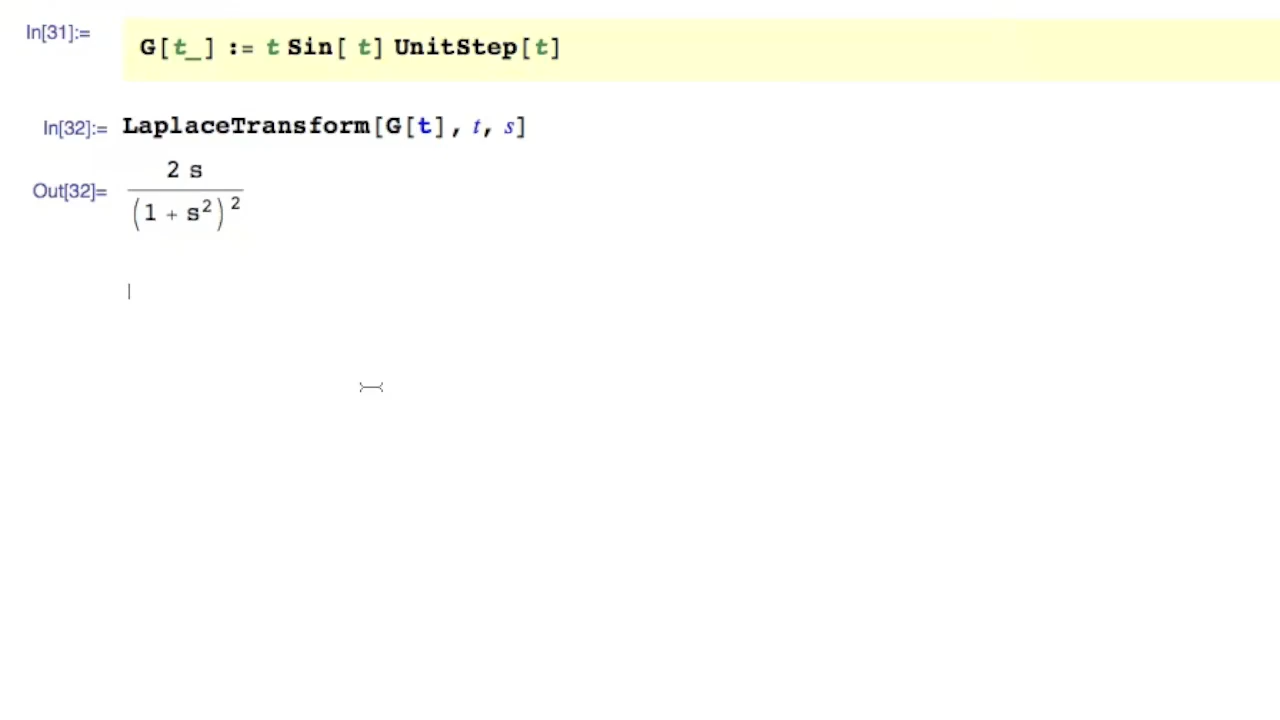 In[31]:= G[t_] := t Sin[ t] UnitStep[t]
In[32]:= LaplaceTransform[G[t], t, s]
Out[32]= 2 s
(1 + s²)²